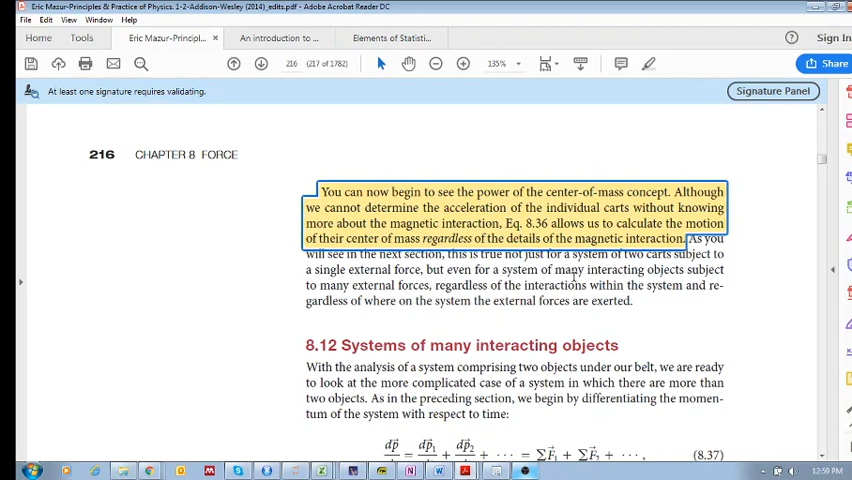 Eric Mazur-Principles & Practice of Physics. 1-2-Addison-Wesley (2014)_edits.pdf - Adobe Acrobat Reader DC
File Edit View Window Help
Home Tools Eric Mazur-Princip... × An introduction to ... Elements of Statisti... Sign In
216 (217 of 1782) 135% Share
At least one signature requires validating. Signature Panel
216 CHAPTER 8 FORCE
You can now begin to see the power of the center-of-mass concept. Although
we cannot determine the acceleration of the individual carts without knowing
more about the magnetic interaction, Eq. 8.36 allows us to calculate the motion
of their center of mass regardless of the details of the magnetic interaction. As you
will see in the next section, this is true not just for a system of two carts subject to
a single external force, but even for a system of many interacting objects subject
to many external forces, regardless of the interactions within the system and re-
gardless of where on the system the external forces are exerted.
8.12 Systems of many interacting objects
With the analysis of a system comprising two objects under our belt, we are ready
to look at the more complicated case of a system in which there are more than
two objects. As in the preceding section, we begin by differentiating the momen-
tum of the system with respect to time:
dp⃗ = dp⃗₁ + dp⃗₂ + ··· = ΣF⃗₁ + ΣF⃗₂ + ···, (8.37)
12:59 PM